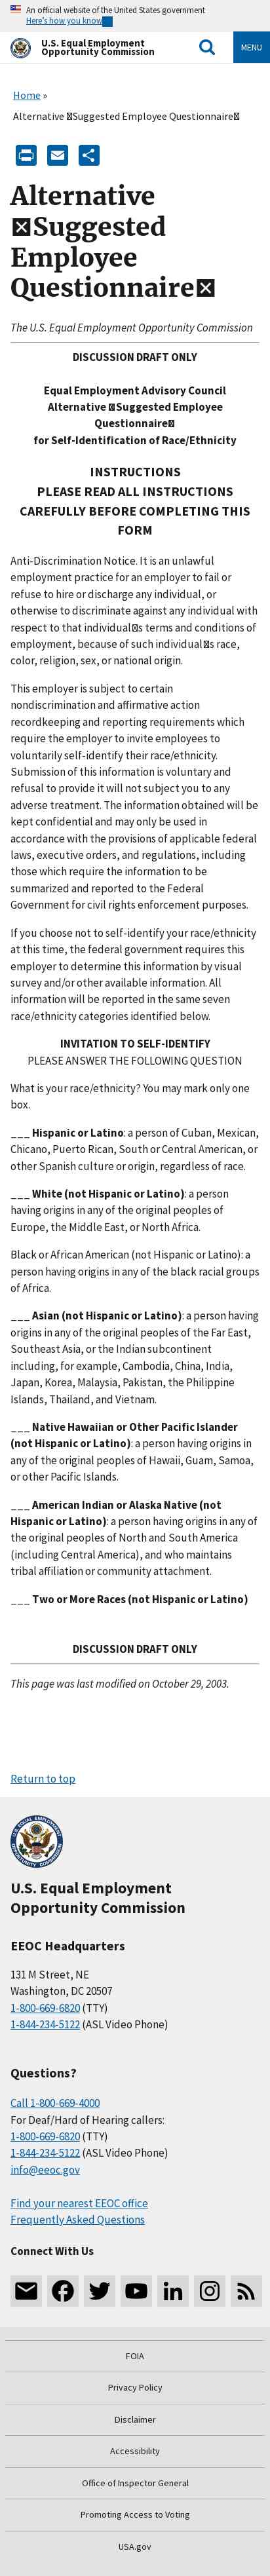 An official website of the United States government
Here's how you know
U.S. Equal Employment
Opportunity Commission
MENU
Home »
Alternative �Suggested Employee Questionnaire�
Alternative
�Suggested
Employee
Questionnaire�
The U.S. Equal Employment Opportunity Commission
DISCUSSION DRAFT ONLY
Equal Employment Advisory Council
Alternative �Suggested Employee
Questionnaire�
for Self-Identification of Race/Ethnicity
INSTRUCTIONS
PLEASE READ ALL INSTRUCTIONS
CAREFULLY BEFORE COMPLETING THIS
FORM
Anti-Discrimination Notice. It is an unlawful
employment practice for an employer to fail or
refuse to hire or discharge any individual, or
otherwise to discriminate against any individual with
respect to that individual�s terms and conditions of
employment, because of such individual�s race,
color, religion, sex, or national origin.
This employer is subject to certain
nondiscrimination and affirmative action
recordkeeping and reporting requirements which
require the employer to invite employees to
voluntarily self-identify their race/ethnicity.
Submission of this information is voluntary and
refusal to provide it will not subject you to any
adverse treatment. The information obtained will be
kept confidential and may only be used in
accordance with the provisions of applicable federal
laws, executive orders, and regulations, including
those which require the information to be
summarized and reported to the Federal
Government for civil rights enforcement purposes.
If you choose not to self-identify your race/ethnicity
at this time, the federal government requires this
employer to determine this information by visual
survey and/or other available information. All
information will be reported in one of the seven
race/ethnicity categories identified below.
INVITATION TO SELF-IDENTIFY
PLEASE ANSWER THE FOLLOWING QUESTION
What is your race/ethnicity? You may mark only one
box.
___ Hispanic or Latino: a person of Cuban, Mexican,
Chicano, Puerto Rican, South or Central American, or
other Spanish culture or origin, regardless of race.
___ White (not Hispanic or Latino): a person
having origins in any of the original peoples of
Europe, the Middle East, or North Africa.
Black or African American (not Hispanic or Latino): a
person having origins in any of the black racial groups
of Africa.
___ Asian (not Hispanic or Latino): a person having
origins in any of the original peoples of the Far East,
Southeast Asia, or the Indian subcontinent
including, for example, Cambodia, China, India,
Japan, Korea, Malaysia, Pakistan, the Philippine
Islands, Thailand, and Vietnam.
___ Native Hawaiian or Other Pacific Islander
(not Hispanic or Latino): a person having origins in
any of the original peoples of Hawaii, Guam, Samoa,
or other Pacific Islands.
___ American Indian or Alaska Native (not
Hispanic or Latino): a person having origins in any of
the original peoples of North and South America
(including Central America), and who maintains
tribal affiliation or community attachment.
___ Two or More Races (not Hispanic or Latino)
DISCUSSION DRAFT ONLY
This page was last modified on October 29, 2003.
Return to top
U.S. Equal Employment
Opportunity Commission
EEOC Headquarters
131 M Street, NE
Washington, DC 20507
1-800-669-6820 (TTY)
1-844-234-5122 (ASL Video Phone)
Questions?
Call 1-800-669-4000
For Deaf/Hard of Hearing callers:
1-800-669-6820 (TTY)
1-844-234-5122 (ASL Video Phone)
info@eeoc.gov
Find your nearest EEOC office
Frequently Asked Questions
Connect With Us
FOIA
Privacy Policy
Disclaimer
Accessibility
Office of Inspector General
Promoting Access to Voting
USA.gov